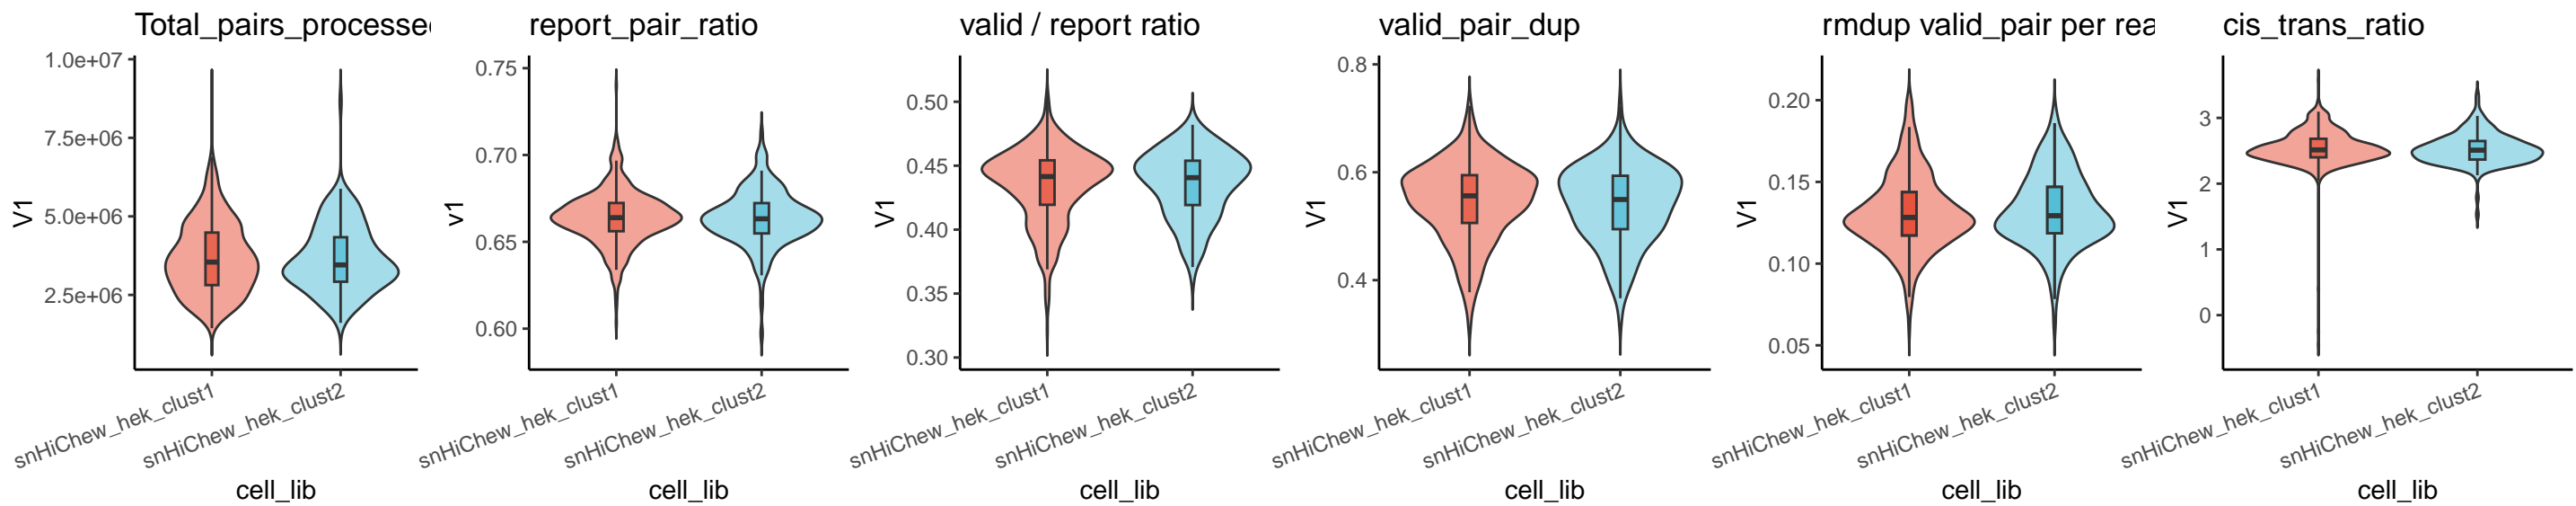 Total_pairs_processe
V1
1.0e+07
7.5e+06
5.0e+06
2.5e+06
snHiChew_hek_clust1
snHiChew_hek_clust2
cell_lib
report_pair_ratio
v1
0.75
0.70
0.65
0.60
snHiChew_hek_clust1
snHiChew_hek_clust2
cell_lib
valid / report ratio
V1
0.50
0.45
0.40
0.35
0.30
snHiChew_hek_clust1
snHiChew_hek_clust2
cell_lib
valid_pair_dup
V1
0.8
0.6
0.4
snHiChew_hek_clust1
snHiChew_hek_clust2
cell_lib
rmdup valid_pair per rea
V1
0.20
0.15
0.10
0.05
snHiChew_hek_clust1
snHiChew_hek_clust2
cell_lib
cis_trans_ratio
V1
3
2
1
0
snHiChew_hek_clust1
snHiChew_hek_clust2
cell_lib